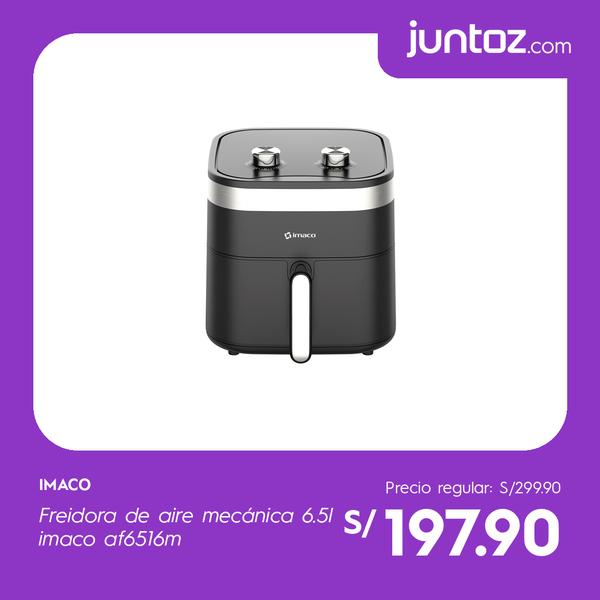 juntoz.com
imaco
IMACO
Freidora de aire mecánica 6.5l
imaco af6516m
Precio regular: S/299.90
S/197.90